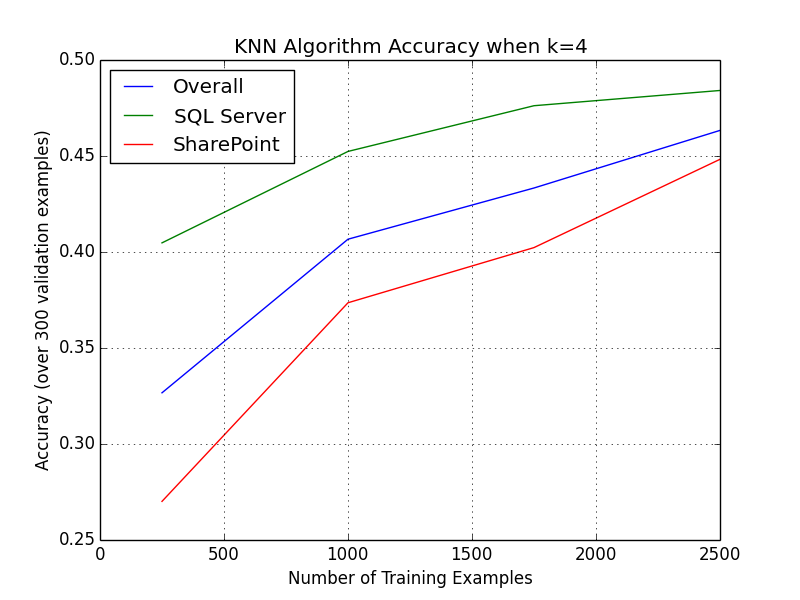 KNN Algorithm Accuracy when k=4
0.50
0.45
0.40
0.35
0.30
0.25
Accuracy (over 300 validation examples)
Overall
SQL Server
SharePoint
0 500 1000 1500 2000 2500
Number of Training Examples